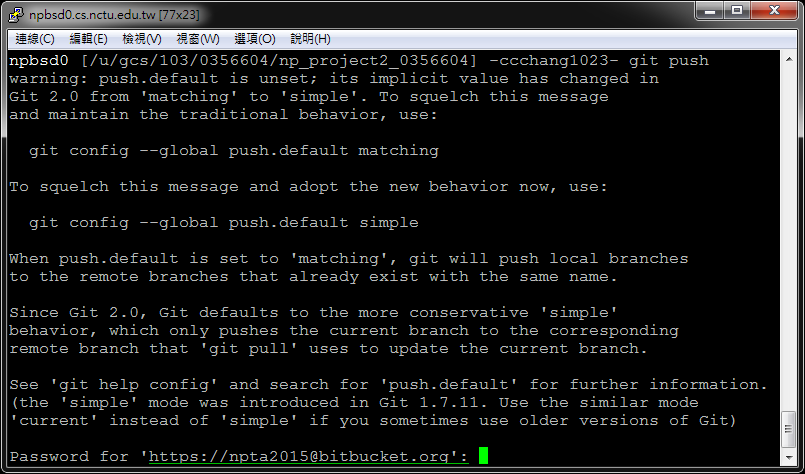 npbsd0.cs.nctu.edu.tw [77x23]
連線(C) 編輯(E) 檢視(V) 視窗(W) 選項(O) 說明(H)
npbsd0 [/u/gcs/103/0356604/np_project2_0356604] -ccchang1023- git push
warning: push.default is unset; its implicit value has changed in
Git 2.0 from 'matching' to 'simple'. To squelch this message
and maintain the traditional behavior, use:
git config --global push.default matching
To squelch this message and adopt the new behavior now, use:
git config --global push.default simple
When push.default is set to 'matching', git will push local branches
to the remote branches that already exist with the same name.
Since Git 2.0, Git defaults to the more conservative 'simple'
behavior, which only pushes the current branch to the corresponding
remote branch that 'git pull' uses to update the current branch.
See 'git help config' and search for 'push.default' for further information.
(the 'simple' mode was introduced in Git 1.7.11. Use the similar mode
'current' instead of 'simple' if you sometimes use older versions of Git)
Password for 'https://npta2015@bitbucket.org':